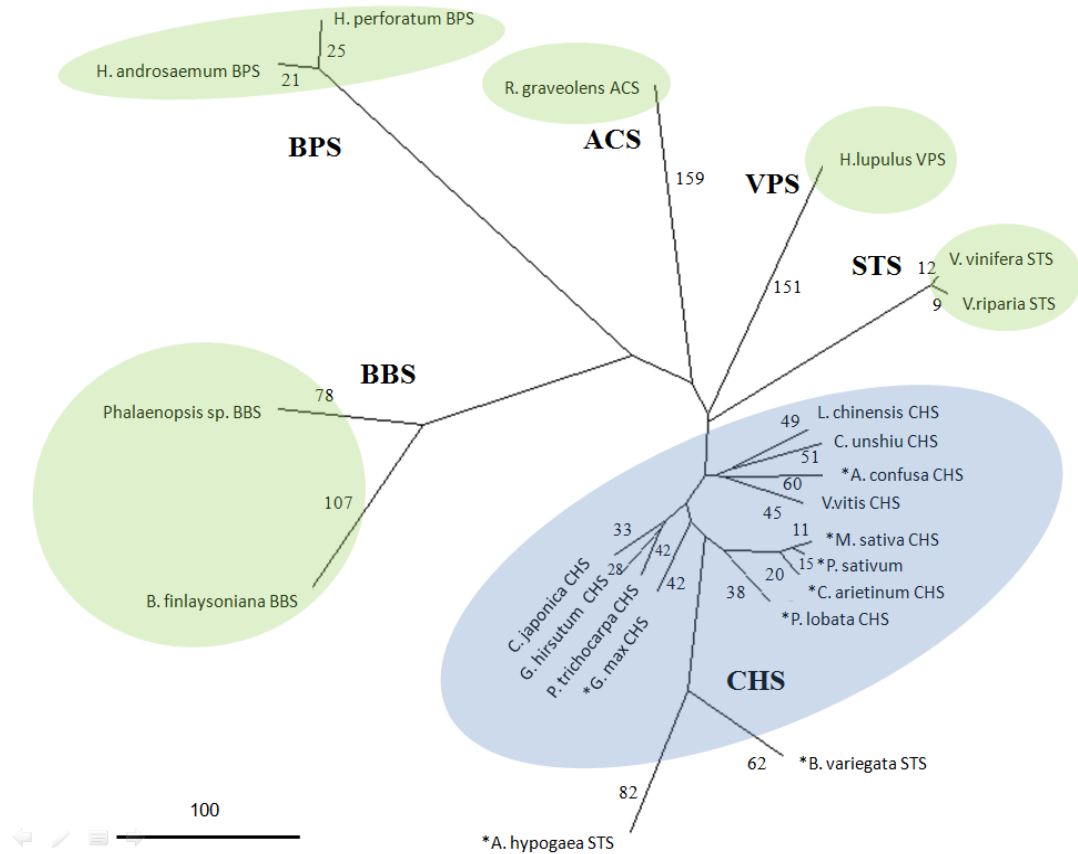 H. perforatum BPS
25
H. androsaemum BPS
21
BPS
R. graveolens ACS
ACS
159
H.lupulus VPS
VPS
151
STS
12
V. vinifera STS
9
V.riparia STS
BBS
78
Phalaenopsis sp. BBS
107
B. finlaysoniana BBS
49
L. chinensis CHS
C. unshiu CHS
51
*A. confusa CHS
60
V.vitis CHS
45
11
*M. sativa CHS
15
*P. sativum
20
*C. arietinum CHS
38
*P. lobata CHS
33
42
28
42
C. japonica CHS
G. hirsutum CHS
P. trichocarpa CHS
*G. max CHS
CHS
62
*B. variegata STS
82
*A. hypogaea STS
100